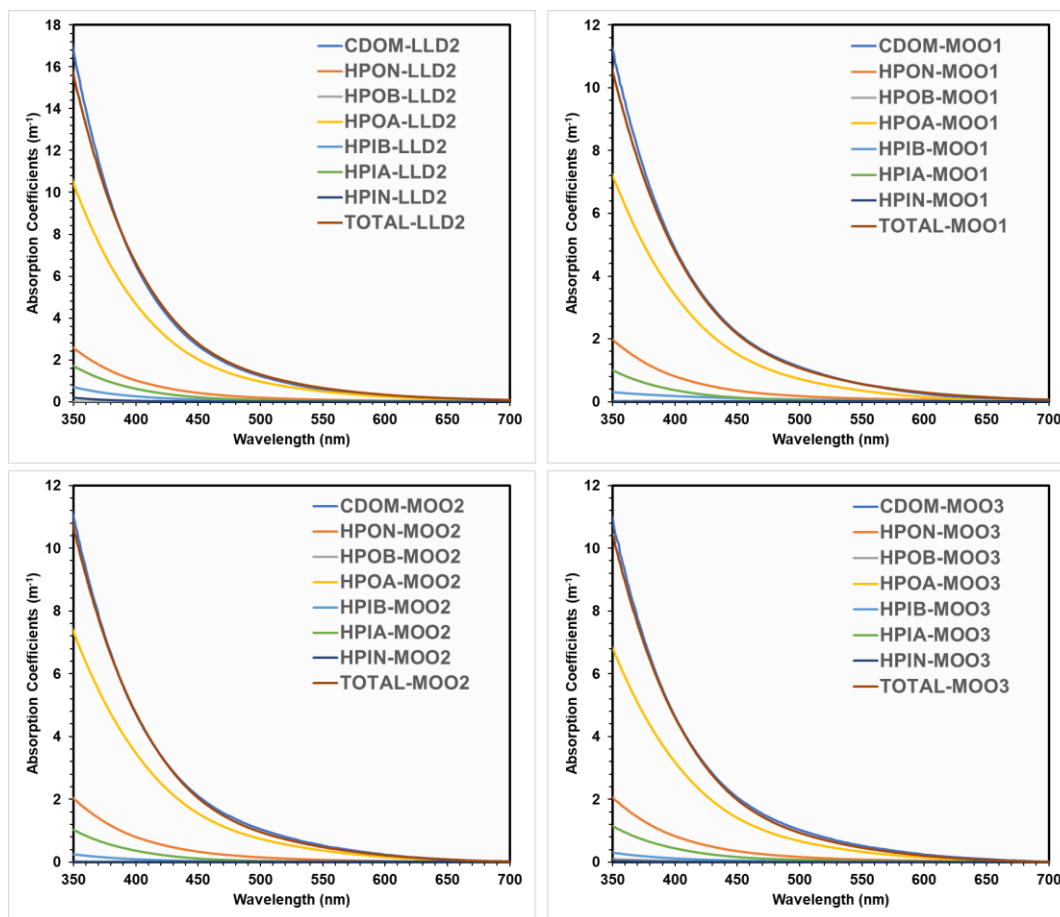 18
16
14
12
10
8
6
4
2
0
Absorption Coefficients (m⁻¹)
CDOM-LLD2
HPON-LLD2
HPOB-LLD2
HPOA-LLD2
HPIB-LLD2
HPIA-LLD2
HPIN-LLD2
TOTAL-LLD2
350 400 450 500 550 600 650 700
Wavelength (nm)
12
10
8
6
4
2
0
Absorption Coefficients (m⁻¹)
CDOM-MOO1
HPON-MOO1
HPOB-MOO1
HPOA-MOO1
HPIB-MOO1
HPIA-MOO1
HPIN-MOO1
TOTAL-MOO1
350 400 450 500 550 600 650 700
Wavelength (nm)
12
10
8
6
4
2
0
Absorption Coefficients (m⁻¹)
CDOM-MOO2
HPON-MOO2
HPOB-MOO2
HPOA-MOO2
HPIB-MOO2
HPIA-MOO2
HPIN-MOO2
TOTAL-MOO2
350 400 450 500 550 600 650 700
Wavelength (nm)
12
10
8
6
4
2
0
Absorption Coefficients (m⁻¹)
CDOM-MOO3
HPON-MOO3
HPOB-MOO3
HPOA-MOO3
HPIB-MOO3
HPIA-MOO3
HPIN-MOO3
TOTAL-MOO3
350 400 450 500 550 600 650 700
Wavelength (nm)